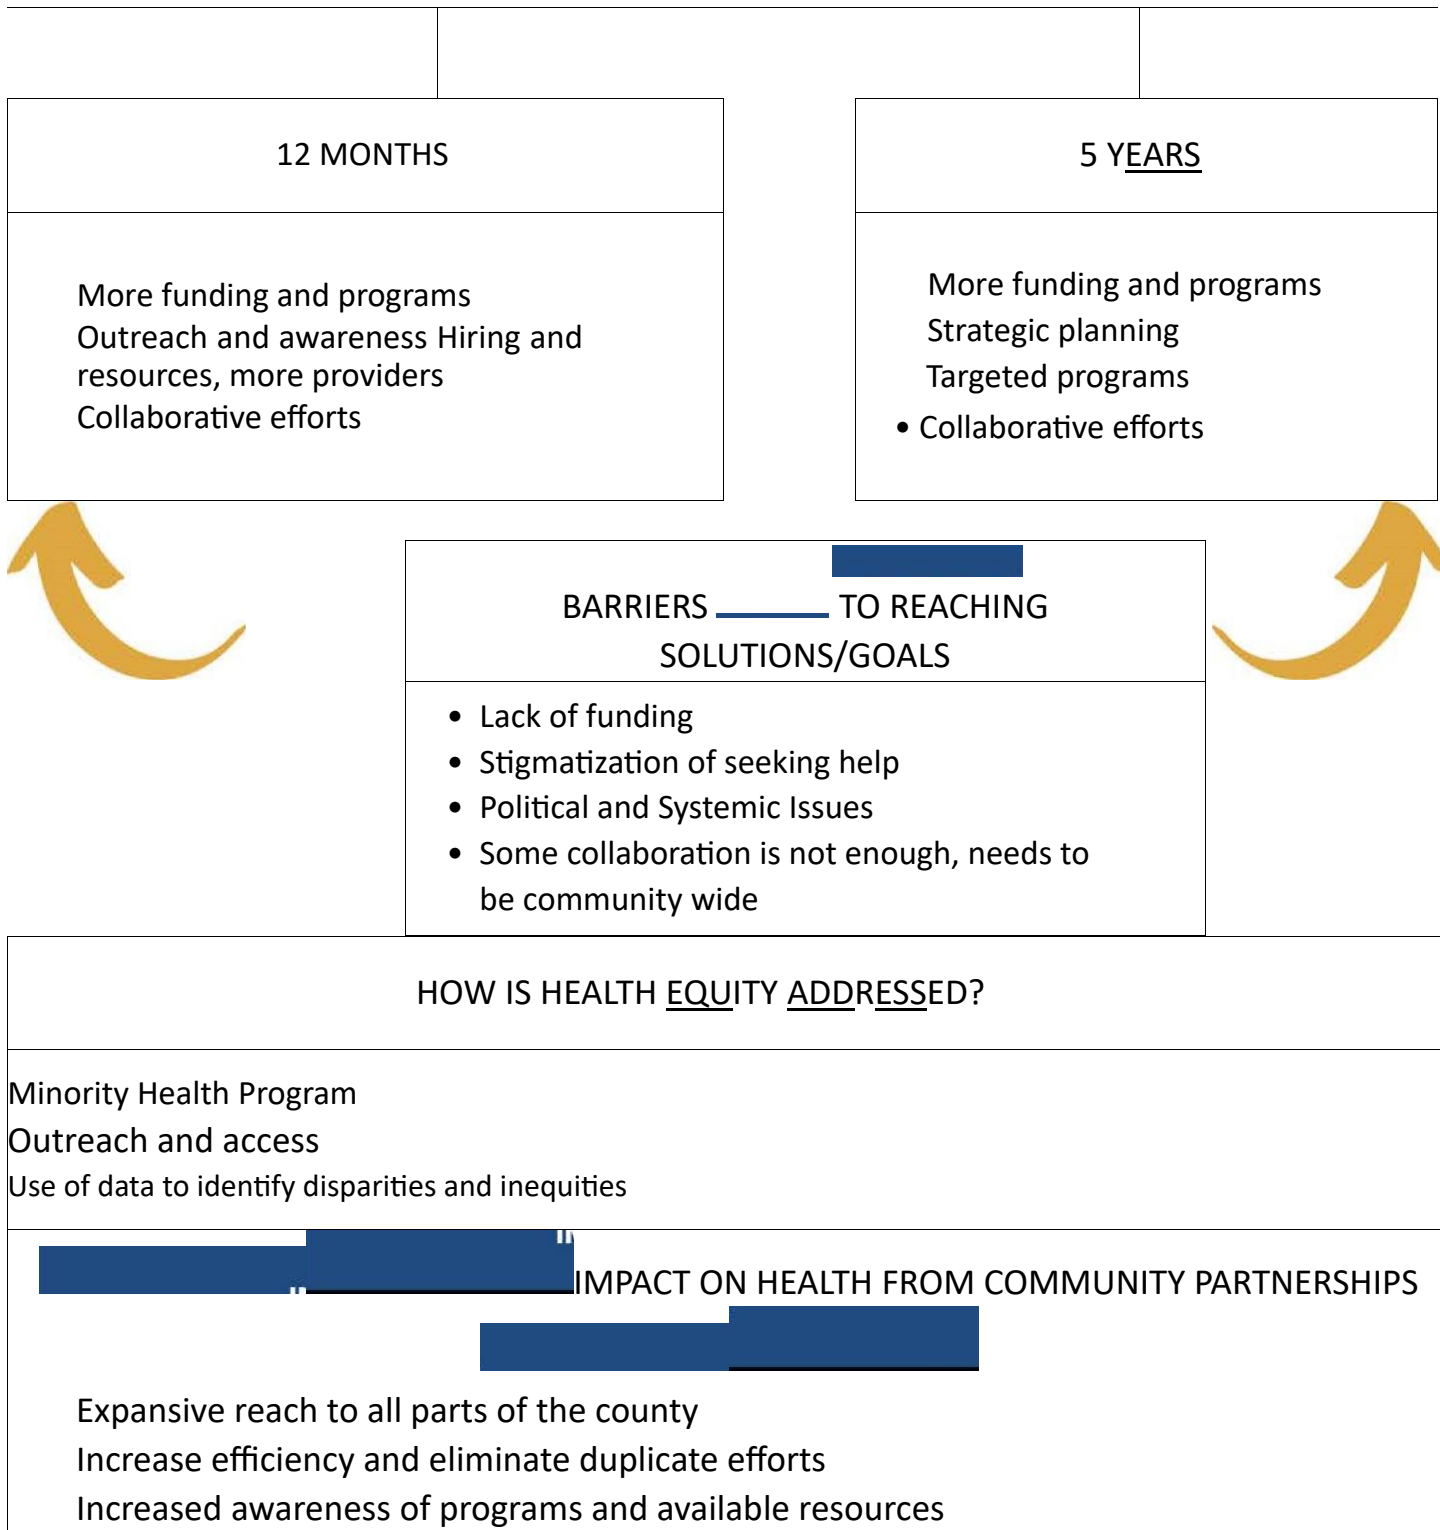 12 MONTHS
More funding and programs
Outreach and awareness Hiring and
resources, more providers
Collaborative efforts
5 YEARS
More funding and programs
Strategic planning
Targeted programs
• Collaborative efforts
BARRIERS TO REACHING
SOLUTIONS/GOALS
• Lack of funding
• Stigmatization of seeking help
• Political and Systemic Issues
• Some collaboration is not enough, needs to
be community wide
HOW IS HEALTH EQUITY ADDRESSED?
Minority Health Program
Outreach and access
Use of data to identify disparities and inequities
IMPACT ON HEALTH FROM COMMUNITY PARTNERSHIPS
Expansive reach to all parts of the county
Increase efficiency and eliminate duplicate efforts
Increased awareness of programs and available resources